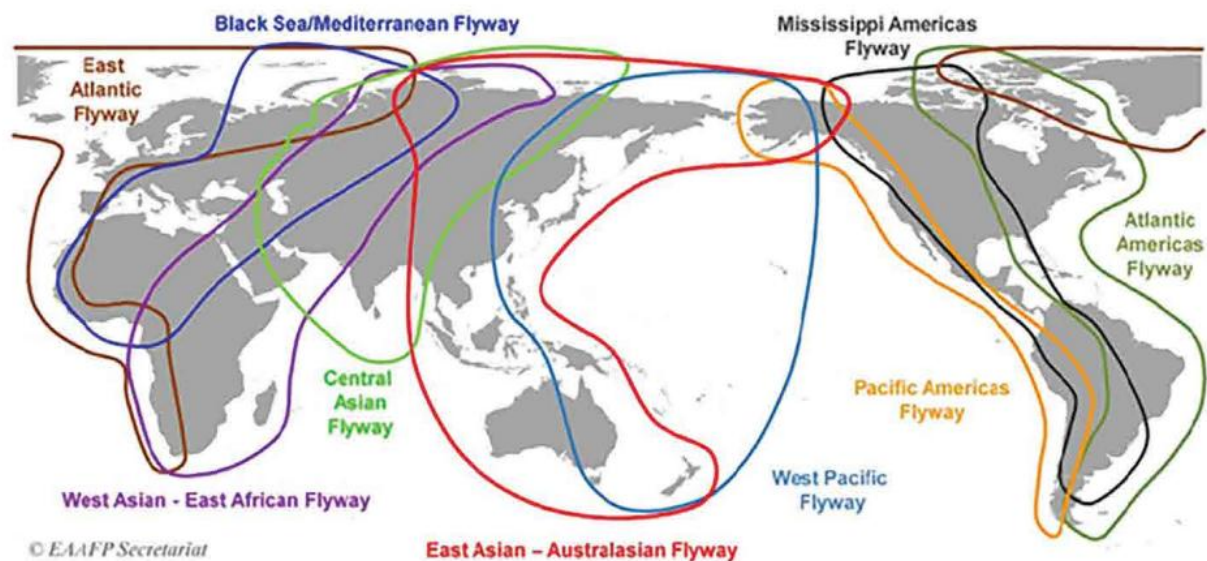 Black Sea/Mediterranean Flyway
Mississippi Americas
Flyway
East
Atlantic
Flyway
Atlantic
Americas
Flyway
Central
Asian
Flyway
Pacific Americas
Flyway
West Asian - East African Flyway
West Pacific
Flyway
© EAAFP Secretariat
East Asian – Australasian Flyway